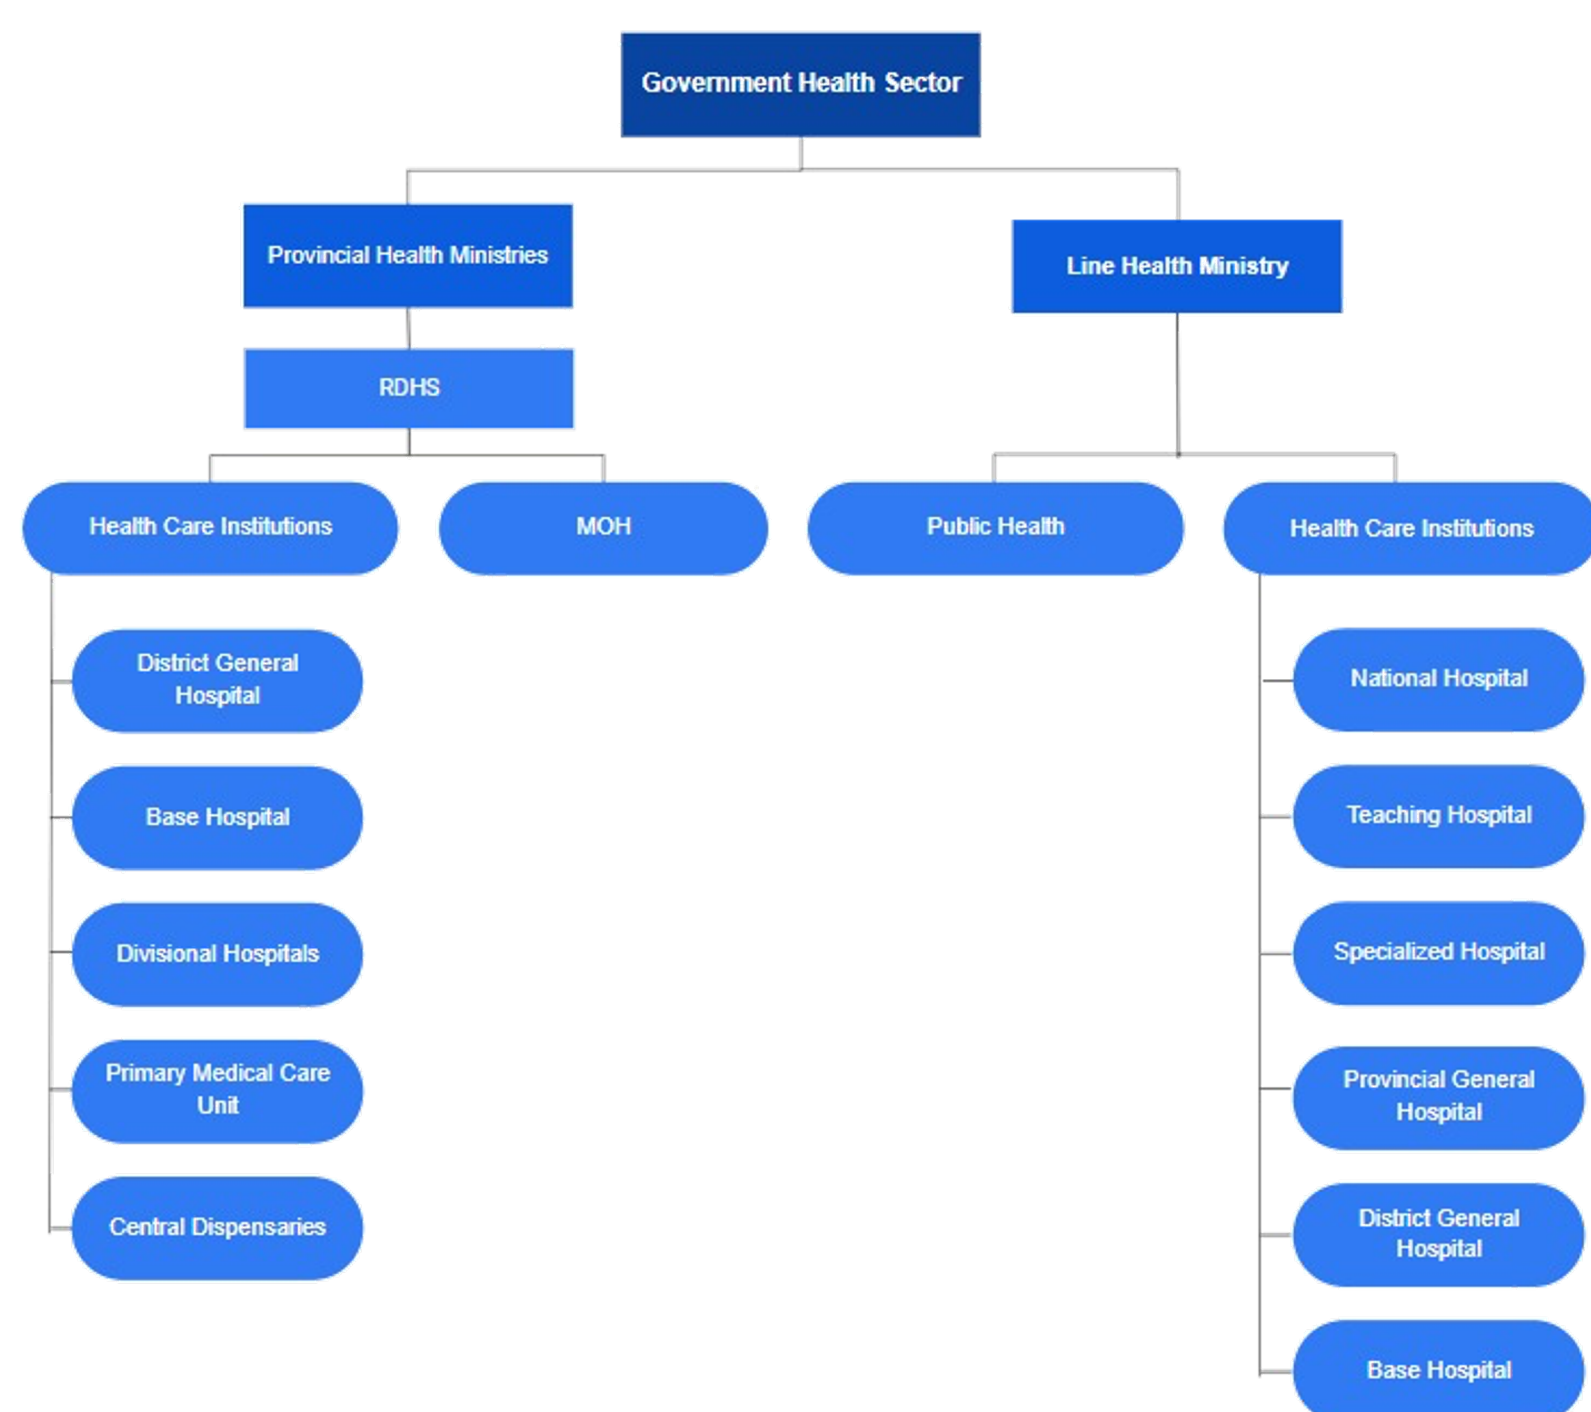 Government Health Sector
Provincial Health Ministries
Line Health Ministry
RDHS
Health Care Institutions
MOH
Public Health
Health Care Institutions
District General
Hospital
Base Hospital
Divisional Hospitals
Primary Medical Care
Unit
Central Dispensaries
National Hospital
Teaching Hospital
Specialized Hospital
Provincial General
Hospital
District General
Hospital
Base Hospital